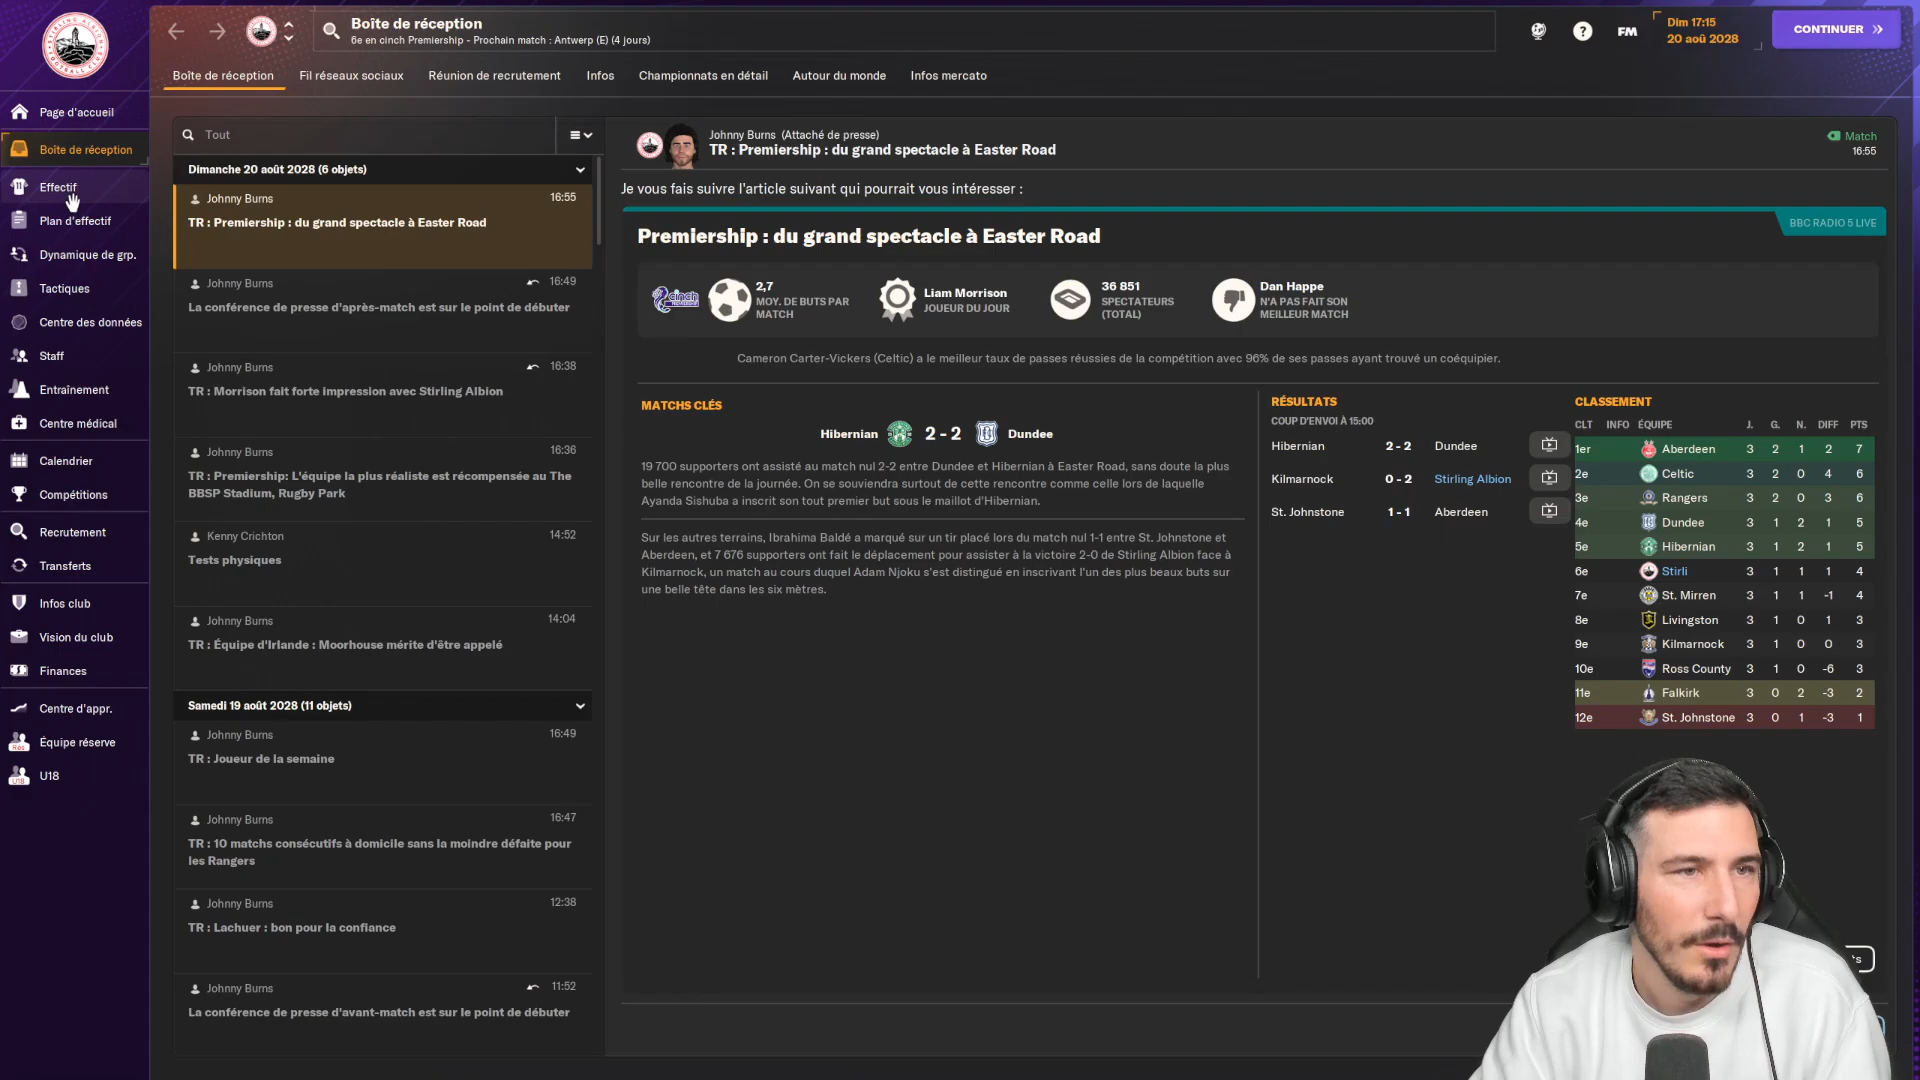 Boîte de réception
6e en cinch Premiership - Prochain match : Antwerp (E) (4 jours)
FM
Dim 17:15
20 aoû 2028
CONTINUER
Boîte de réception
Fil réseaux sociaux
Réunion de recrutement
Infos
Championnats en détail
Autour du monde
Infos mercato
Page d'accueil
Boîte de réception
Effectif
Plan d'effectif
Dynamique de grp.
Tactiques
Centre des données
Staff
Entraînement
Centre médical
Calendrier
Compétitions
Recrutement
Transferts
Infos club
Vision du club
Finances
Centre d'appr.
Équipe réserve
U18
Tout
Dimanche 20 août 2028 (6 objets)
Johnny Burns 16:55
TR : Premiership : du grand spectacle à Easter Road
Johnny Burns 16:49
La conférence de presse d'après-match est sur le point de débuter
Johnny Burns 16:38
TR : Morrison fait forte impression avec Stirling Albion
Johnny Burns 16:36
TR : Premiership: L'équipe la plus réaliste est récompensée au The
BBSP Stadium, Rugby Park
Kenny Crichton 14:52
Tests physiques
Johnny Burns 14:04
TR : Équipe d'Irlande : Moorhouse mérite d'être appelé
Samedi 19 août 2028 (11 objets)
Johnny Burns 16:49
TR : Joueur de la semaine
Johnny Burns 16:47
TR : 10 matchs consécutifs à domicile sans la moindre défaite pour
les Rangers
Johnny Burns 12:38
TR : Lachuer : bon pour la confiance
Johnny Burns 11:52
La conférence de presse d'avant-match est sur le point de débuter
Johnny Burns (Attaché de presse)
TR : Premiership : du grand spectacle à Easter Road
Match
16:55
Je vous fais suivre l'article suivant qui pourrait vous intéresser :
BBC RADIO 5 LIVE
Premiership : du grand spectacle à Easter Road
2,7
MOY. DE BUTS PAR
MATCH
Liam Morrison
JOUEUR DU JOUR
36 851
SPECTATEURS
(TOTAL)
Dan Happe
N'A PAS FAIT SON
MEILLEUR MATCH
Cameron Carter-Vickers (Celtic) a le meilleur taux de passes réussies de la compétition avec 96% de ses passes ayant trouvé un coéquipier.
MATCHS CLÉS
Hibernian 2 - 2 Dundee
19 700 supporters ont assisté au match nul 2-2 entre Dundee et Hibernian à Easter Road, sans doute la plus
belle rencontre de la journée. On se souviendra surtout de cette rencontre comme celle lors de laquelle
Ayanda Sishuba a inscrit son tout premier but sous le maillot d'Hibernian.
Sur les autres terrains, Ibrahima Baldé a marqué sur un tir placé lors du match nul 1-1 entre St. Johnstone et
Aberdeen, et 7 676 supporters ont fait le déplacement pour assister à la victoire 2-0 de Stirling Albion face à
Kilmarnock, un match au cours duquel Adam Njoku s'est distingué en inscrivant l'un des plus beaux buts sur
une belle tête dans les six mètres.
RÉSULTATS
COUP D'ENVOI À 15:00
Hibernian 2 - 2 Dundee
Kilmarnock 0 - 2 Stirling Albion
St. Johnstone 1 - 1 Aberdeen
CLASSEMENT
CLT INFO ÉQUIPE J. G. N. DIFF PTS
1er Aberdeen 3 2 1 2 7
2e Celtic 3 2 0 4 6
3e Rangers 3 2 0 3 6
4e Dundee 3 1 2 1 5
5e Hibernian 3 1 2 1 5
6e Stirli 3 1 1 1 4
7e St. Mirren 3 1 1 -1 4
8e Livingston 3 1 0 1 3
9e Kilmarnock 3 1 0 0 3
10e Ross County 3 1 0 -6 3
11e Falkirk 3 0 2 -3 2
12e St. Johnstone 3 0 1 -3 1